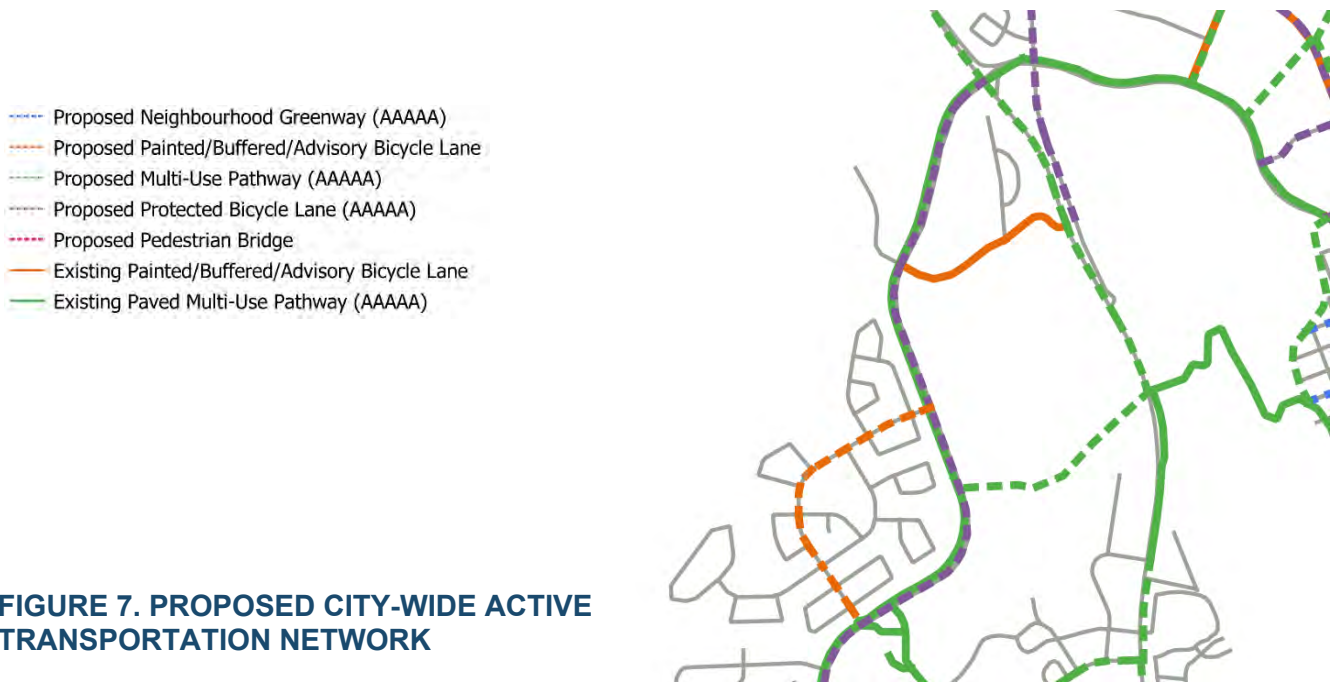 Proposed Neighbourhood Greenway (AAAAA)
Proposed Painted/Buffered/Advisory Bicycle Lane
Proposed Multi-Use Pathway (AAAAA)
Proposed Protected Bicycle Lane (AAAAA)
Proposed Pedestrian Bridge
Existing Painted/Buffered/Advisory Bicycle Lane
Existing Paved Multi-Use Pathway (AAAAA)
FIGURE 7. PROPOSED CITY-WIDE ACTIVE
TRANSPORTATION NETWORK